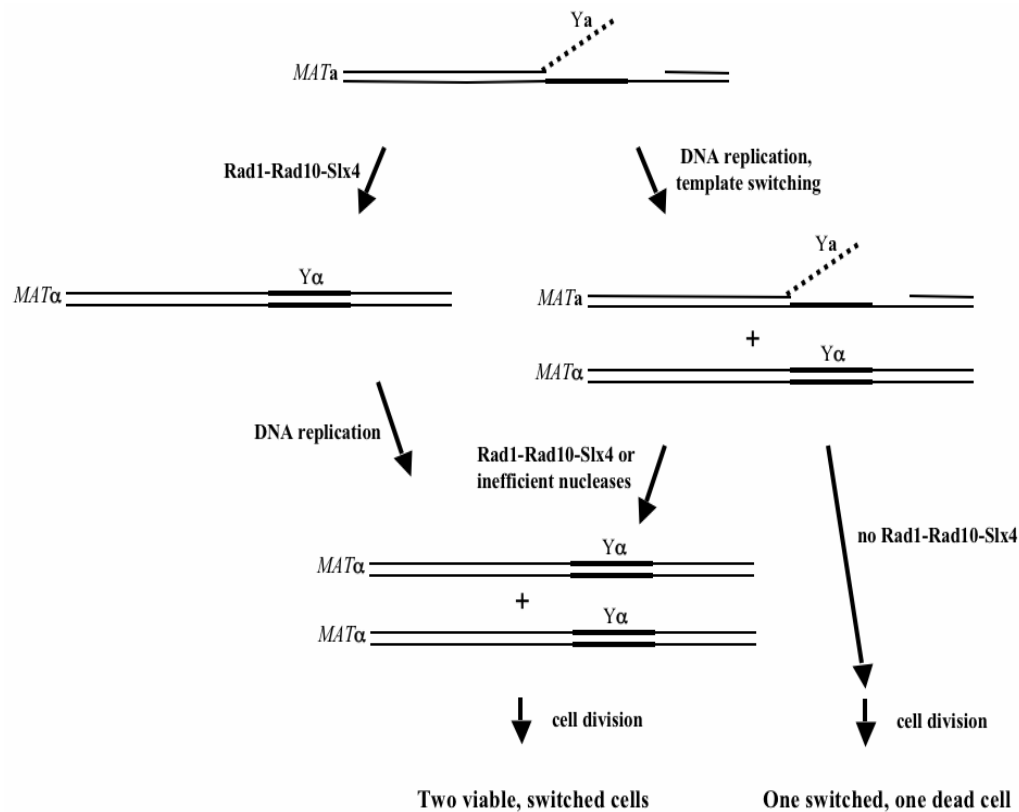 Ya
MATa
Rad1-Rad10-Slx4
DNA replication,
template switching
Ya
Yα
MATα
MATa
+
Yα
MATα
DNA replication
Rad1-Rad10-Slx4 or
inefficient nucleases
no Rad1-Rad10-Slx4
Yα
MATα
+
Yα
MATα
cell division
cell division
Two viable, switched cells
One switched, one dead cell